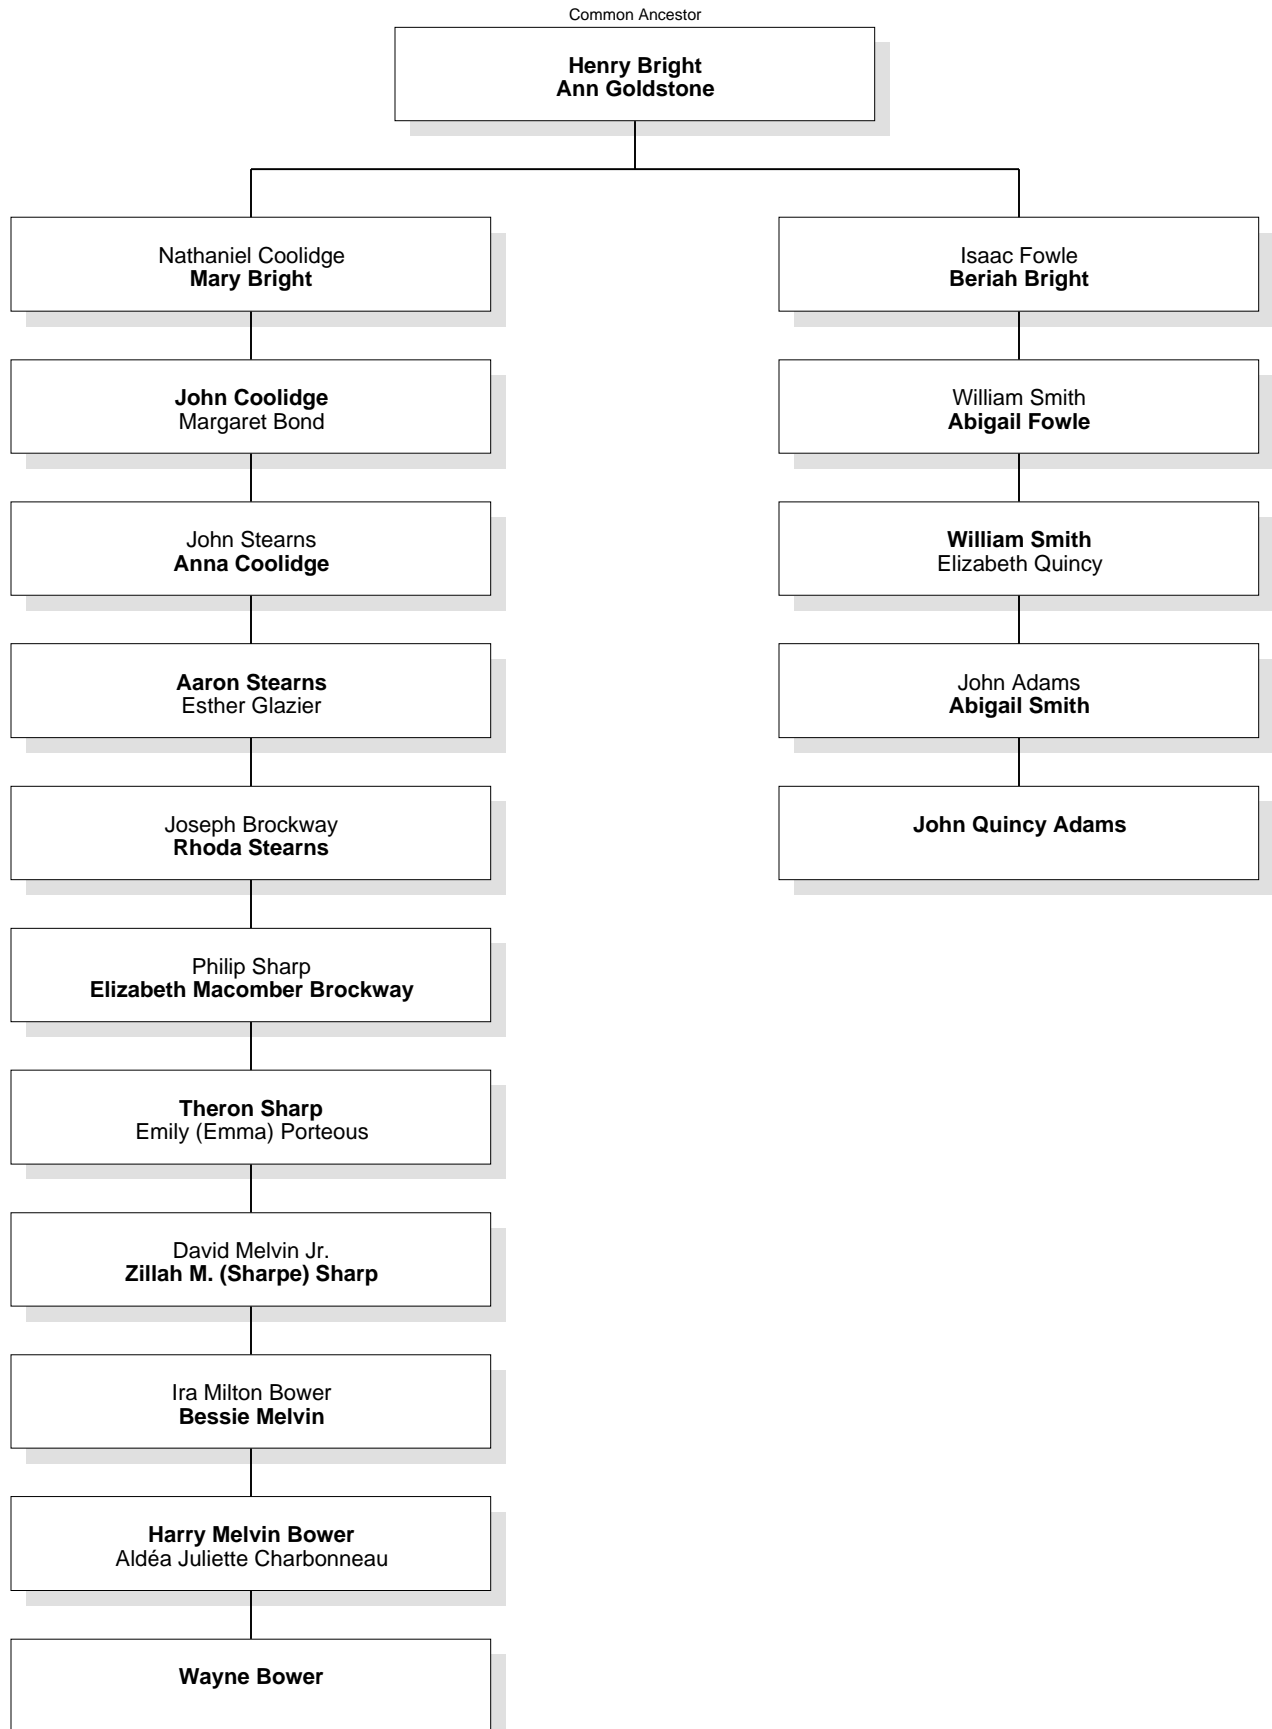 Common Ancestor
Henry Bright
Ann Goldstone
Nathaniel Coolidge
Mary Bright
Isaac Fowle
Beriah Bright
John Coolidge
Margaret Bond
William Smith
Abigail Fowle
John Stearns
Anna Coolidge
William Smith
Elizabeth Quincy
Aaron Stearns
Esther Glazier
John Adams
Abigail Smith
Joseph Brockway
Rhoda Stearns
John Quincy Adams
Philip Sharp
Elizabeth Macomber Brockway
Theron Sharp
Emily (Emma) Porteous
David Melvin Jr.
Zillah M. (Sharpe) Sharp
Ira Milton Bower
Bessie Melvin
Harry Melvin Bower
Aldéa Juliette Charbonneau
Wayne Bower